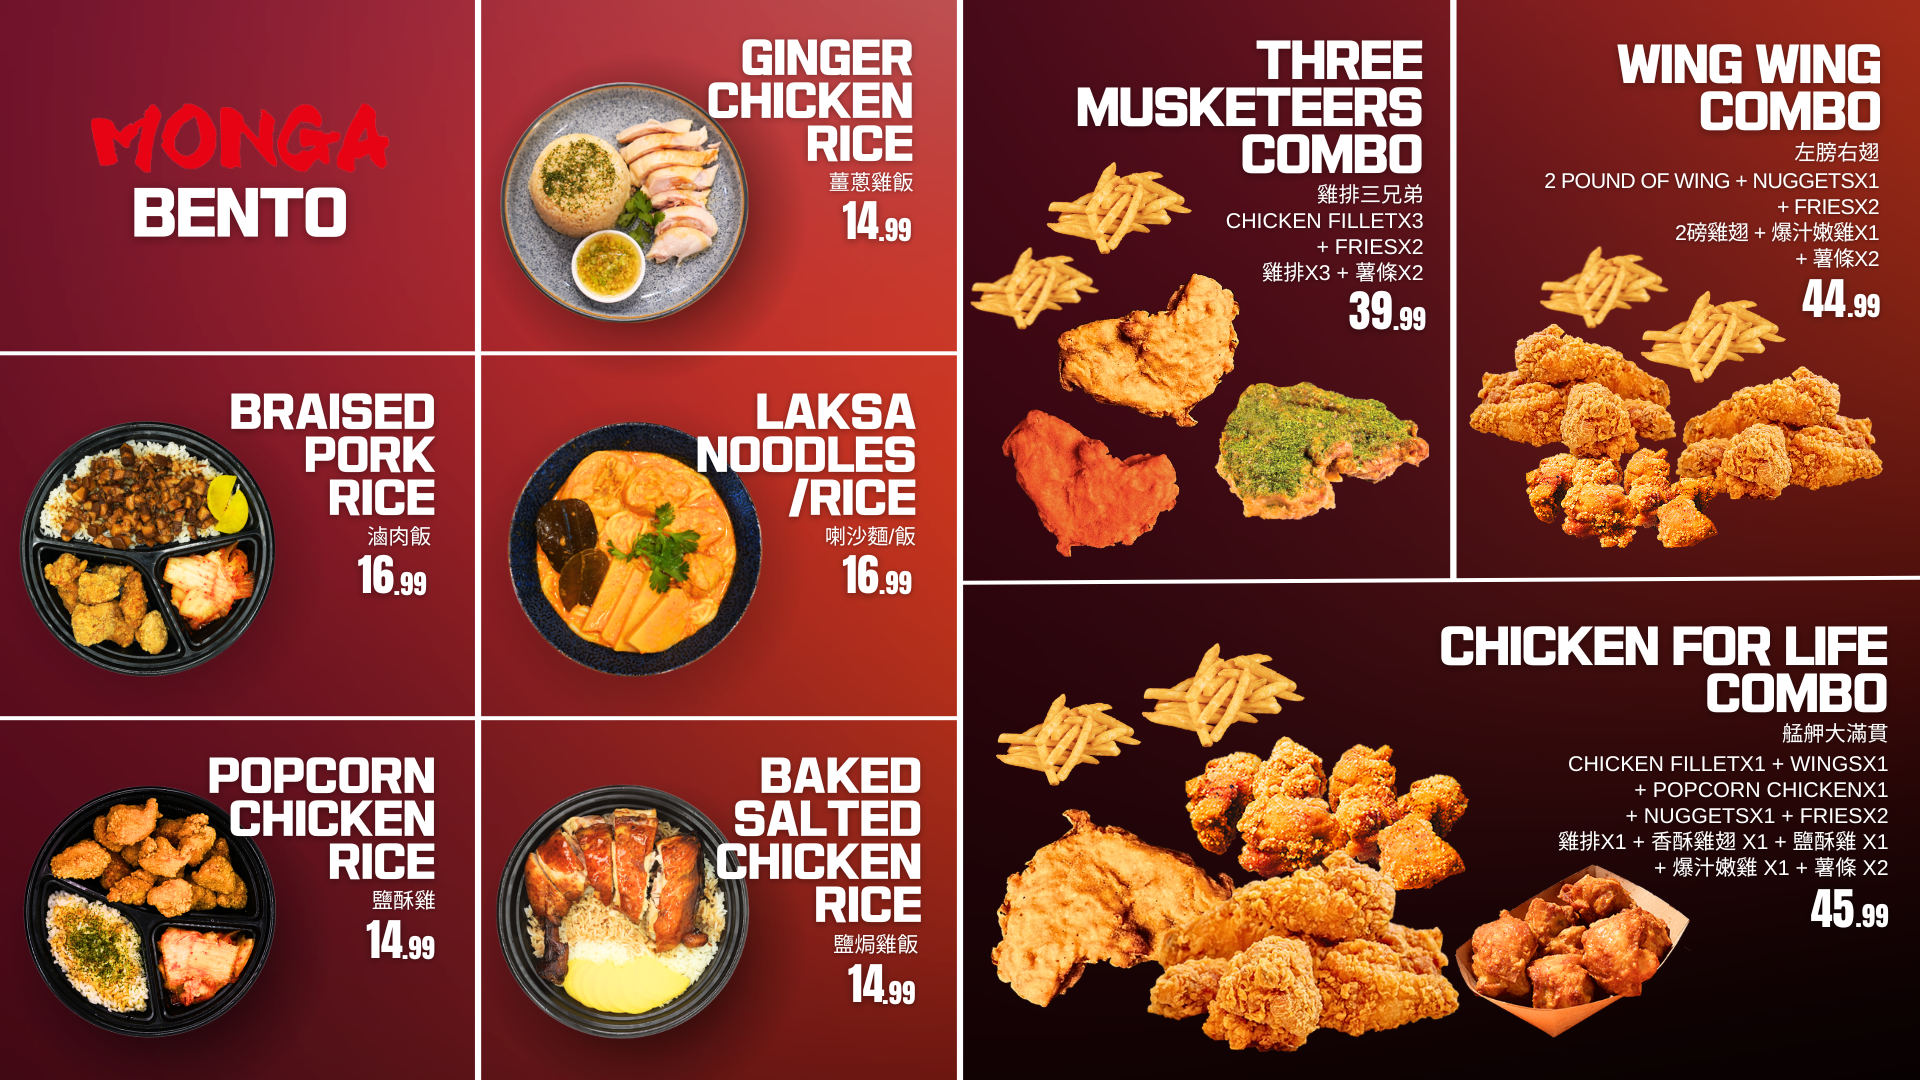 MONGA
BENTO
GINGER
CHICKEN
RICE
薑蔥雞飯
14.99
BRAISED
PORK
RICE
滷肉飯
16.99
LAKSA
NOODLES
/RICE
喇沙麵/飯
16.99
POPCORN
CHICKEN
RICE
鹽酥雞
14.99
BAKED
SALTED
CHICKEN
RICE
鹽焗雞飯
14.99
THREE
MUSKETEERS
COMBO
雞排三兄弟
CHICKEN FILLETX3
+ FRIESX2
雞排X3 + 薯條X2
39.99
WING WING
COMBO
左膀右翅
2 POUND OF WING + NUGGETSX1
+ FRIESX2
2磅雞翅 + 爆汁嫩雞X1
+ 薯條X2
44.99
CHICKEN FOR LIFE
COMBO
艋舺大滿貫
CHICKEN FILLETX1 + WINGSX1
+ POPCORN CHICKENX1
+ NUGGETSX1 + FRIESX2
雞排X1 + 香酥雞翅 X1 + 鹽酥雞 X1
+ 爆汁嫩雞 X1 + 薯條 X2
45.99